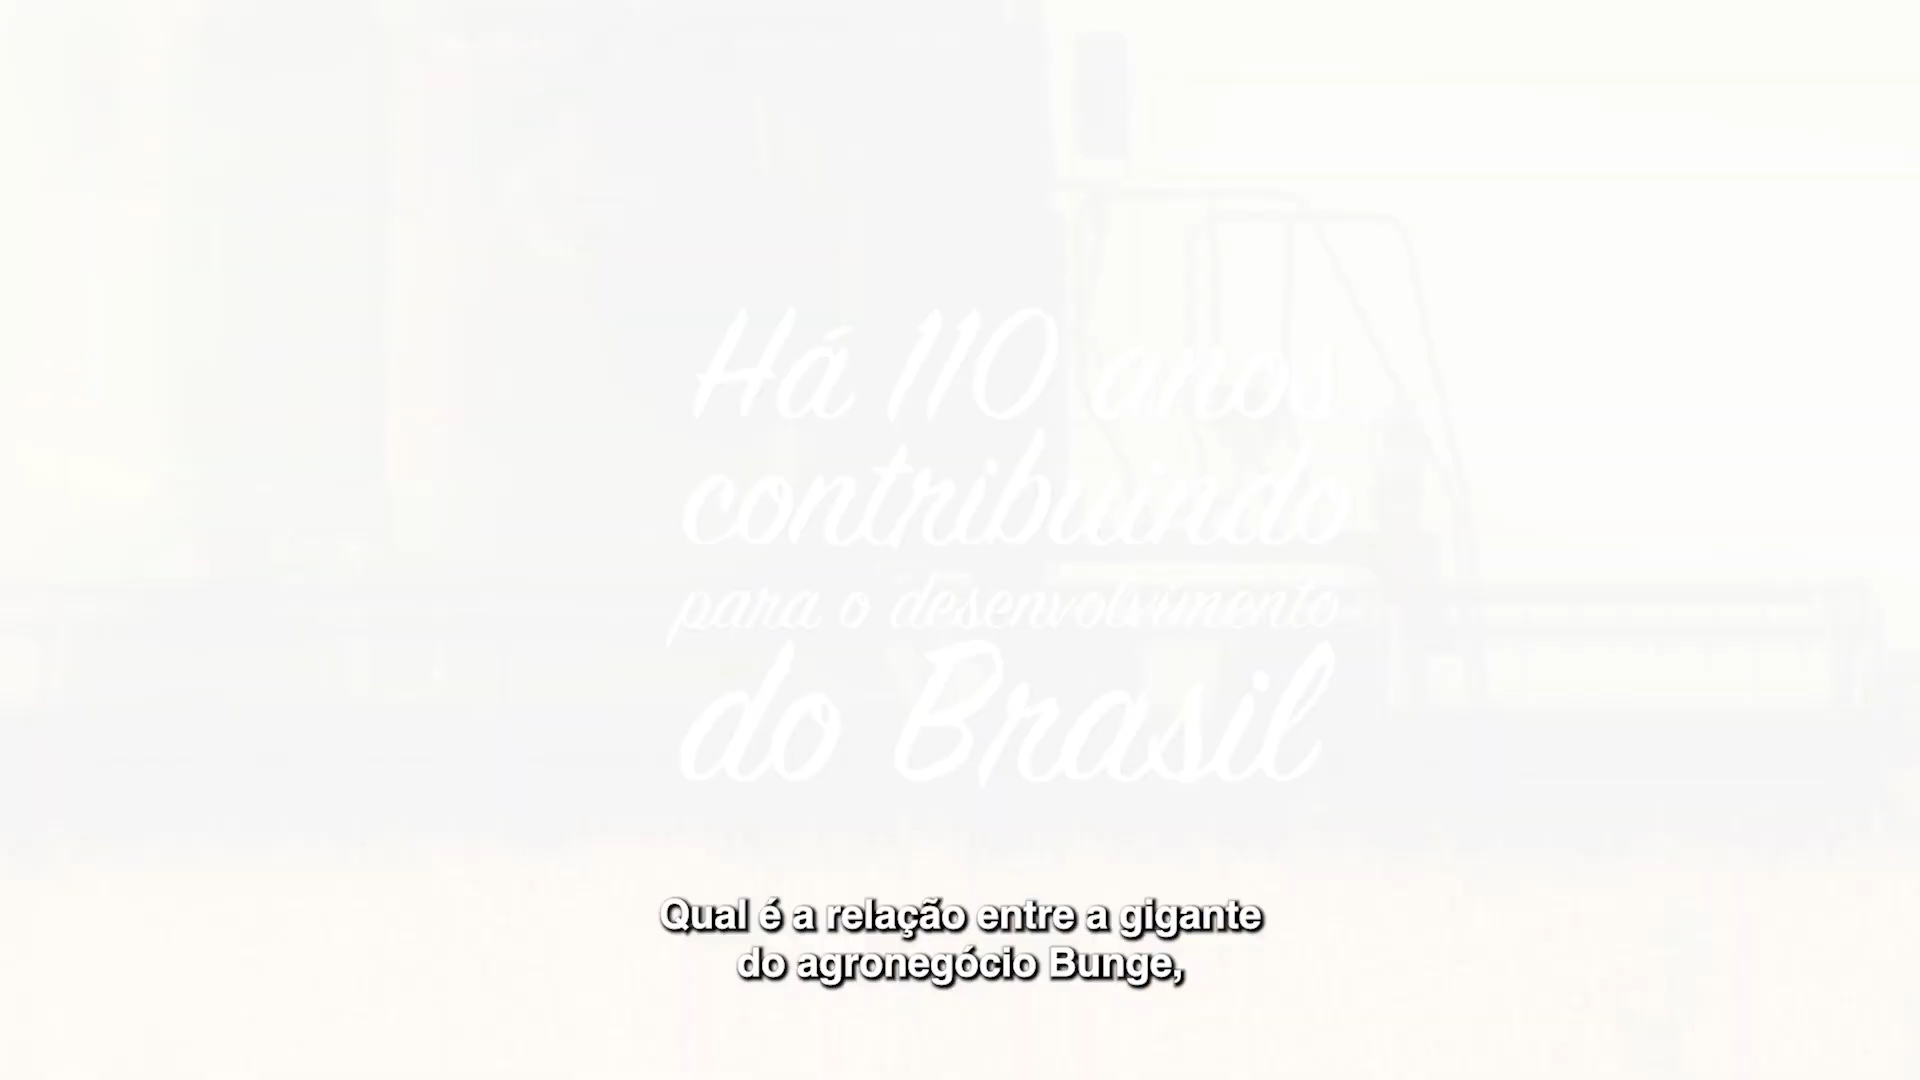 Há 110 anos
contribuindo
para o desenvolvimento
do Brasil
Qual é a relação entre a gigante
do agronegócio Bunge,